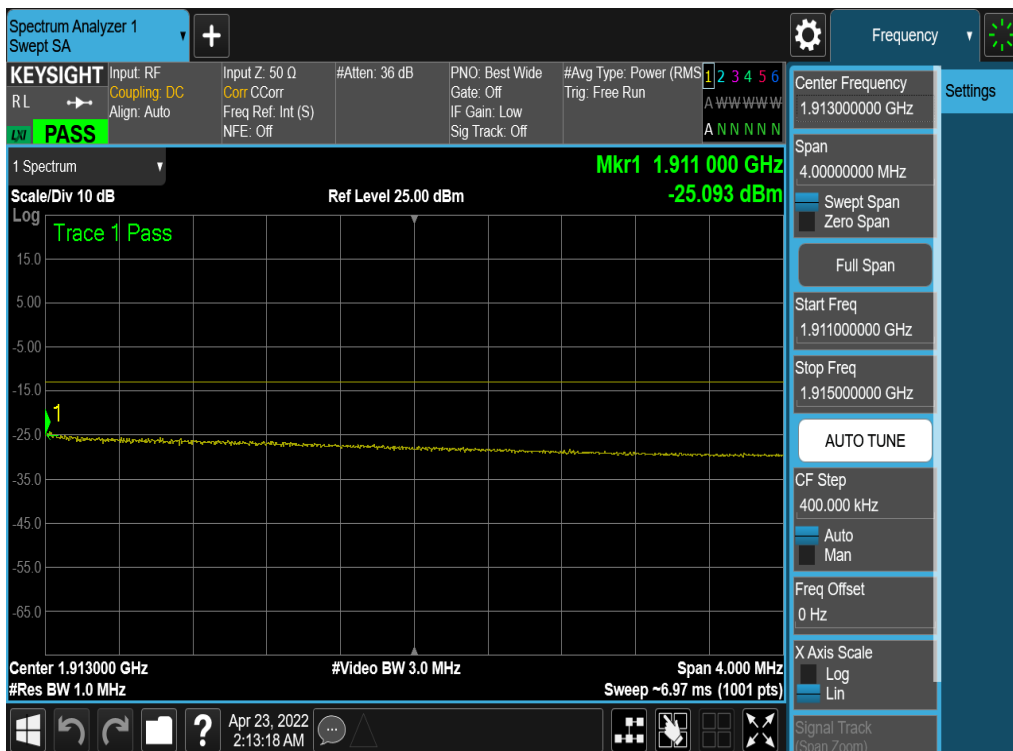 Spectrum Analyzer 1
Swept SA
+
Frequency
KEYSIGHT
R L
LXI
PASS
Input: RF
Coupling: DC
Align: Auto
Input Z: 50 Ω
Corr CCorr
Freq Ref: Int (S)
NFE: Off
#Atten: 36 dB
PNO: Best Wide
Gate: Off
IF Gain: Low
Sig Track: Off
#Avg Type: Power (RMS
Trig: Free Run
1 2 3 4 5 6
A W W W W W
A N N N N N
1 Spectrum
Mkr1 1.911 000 GHz
-25.093 dBm
Scale/Div 10 dB
Ref Level 25.00 dBm
Log
Trace 1 Pass
15.0
5.00
-5.00
-15.0
-25.0
-35.0
-45.0
-55.0
-65.0
1
Center 1.913000 GHz
#Video BW 3.0 MHz
Span 4.000 MHz
#Res BW 1.0 MHz
Sweep ~6.97 ms (1001 pts)
?
Apr 23, 2022
2:13:18 AM
Center Frequency
1.913000000 GHz
Settings
Span
4.00000000 MHz
Swept Span
Zero Span
Full Span
Start Freq
1.911000000 GHz
Stop Freq
1.915000000 GHz
AUTO TUNE
CF Step
400.000 kHz
Auto
Man
Freq Offset
0 Hz
X Axis Scale
Log
Lin
Signal Track
(Span Zoom)